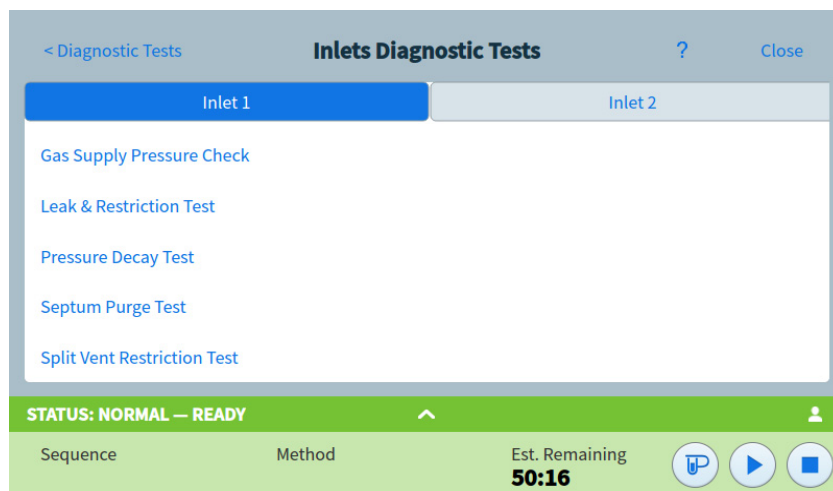 < Diagnostic Tests Inlets Diagnostic Tests ? Close
Inlet 1 Inlet 2
Gas Supply Pressure Check
Leak & Restriction Test
Pressure Decay Test
Septum Purge Test
Split Vent Restriction Test
STATUS: NORMAL — READY
Sequence Method Est. Remaining
50:16